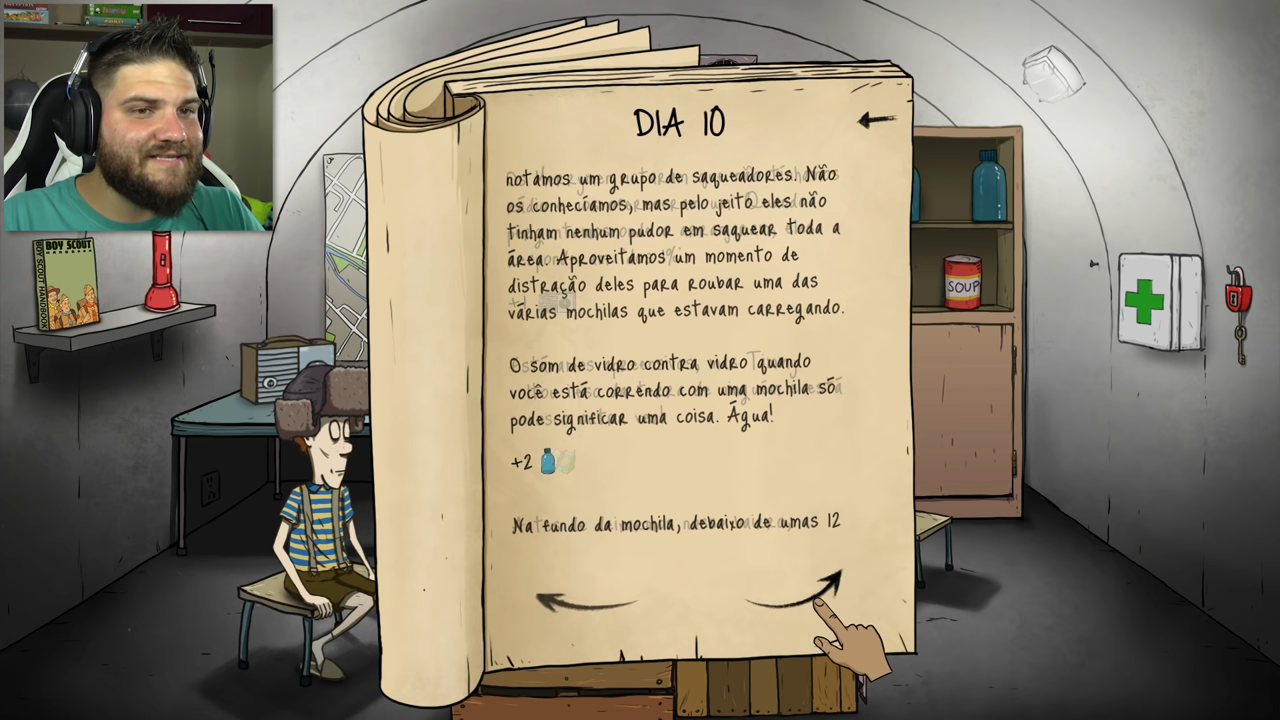 DIA 10
notamos um grupo de saqueadores. Não
os conhecíamos, mas pelo jeito eles não
tinham nenhum pudor em saquear toda a
área. Aproveitamos um momento de
distração deles para roubar uma das
várias mochilas que estavam carregando.
O som de vidro contra vidro quando
você está correndo com uma mochila só
pode significar uma coisa. Água!
+2
Na fundo da mochila, debaixo de umas 12
BOY SCOUT
BOY SCOUT HANDBOOK
SOUP